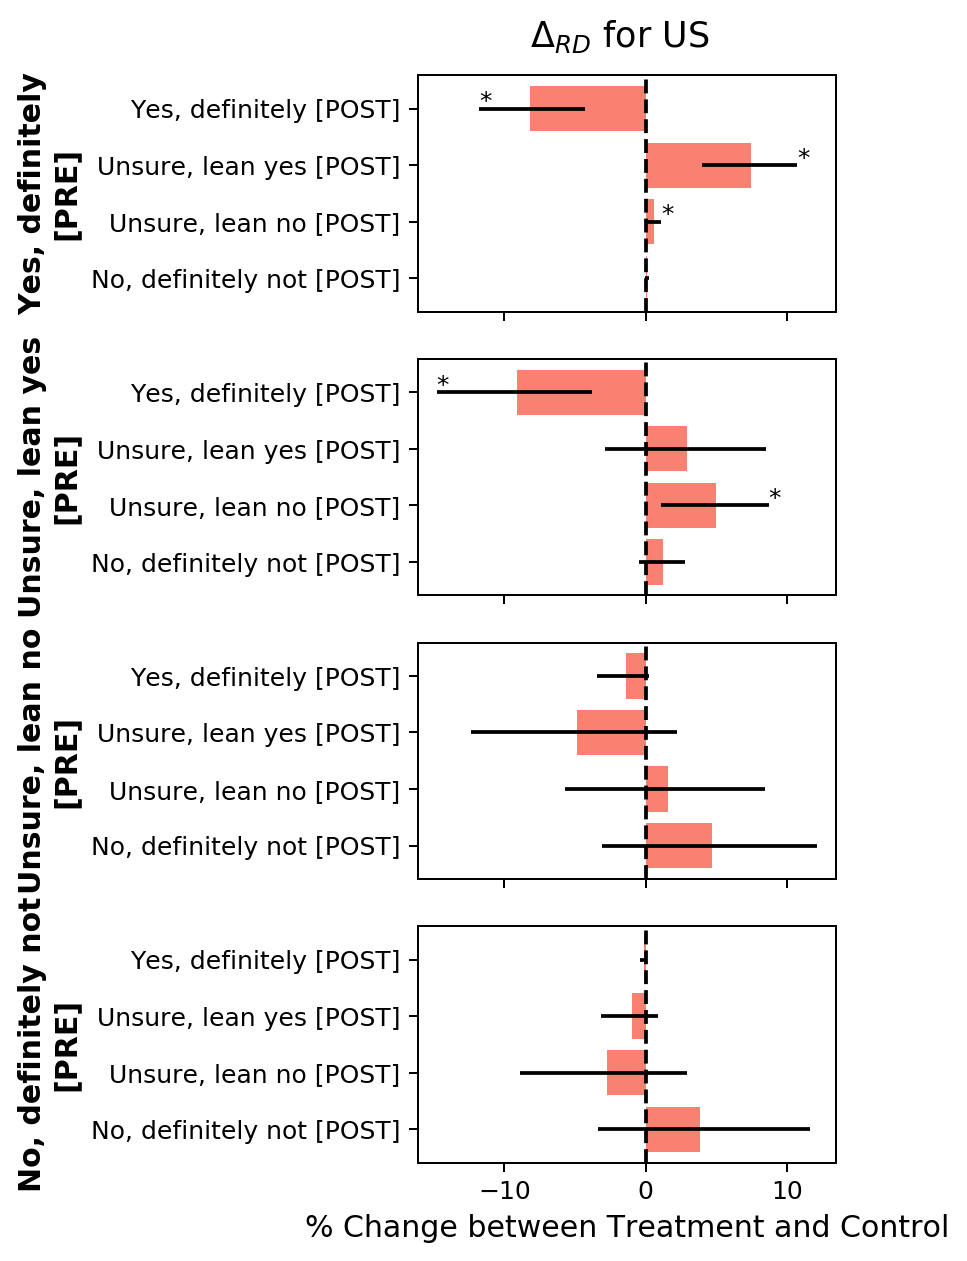 Δ_RD for US
Yes, definitely
[PRE]
Yes, definitely [POST]
*
Unsure, lean yes [POST]
*
Unsure, lean no [POST]
*
No, definitely not [POST]
Unsure, lean yes
[PRE]
Yes, definitely [POST]
*
Unsure, lean yes [POST]
Unsure, lean no [POST]
*
No, definitely not [POST]
Unsure, lean no
[PRE]
Yes, definitely [POST]
Unsure, lean yes [POST]
Unsure, lean no [POST]
No, definitely not [POST]
No, definitely not
[PRE]
Yes, definitely [POST]
Unsure, lean yes [POST]
Unsure, lean no [POST]
No, definitely not [POST]
−10 0 10
% Change between Treatment and Control